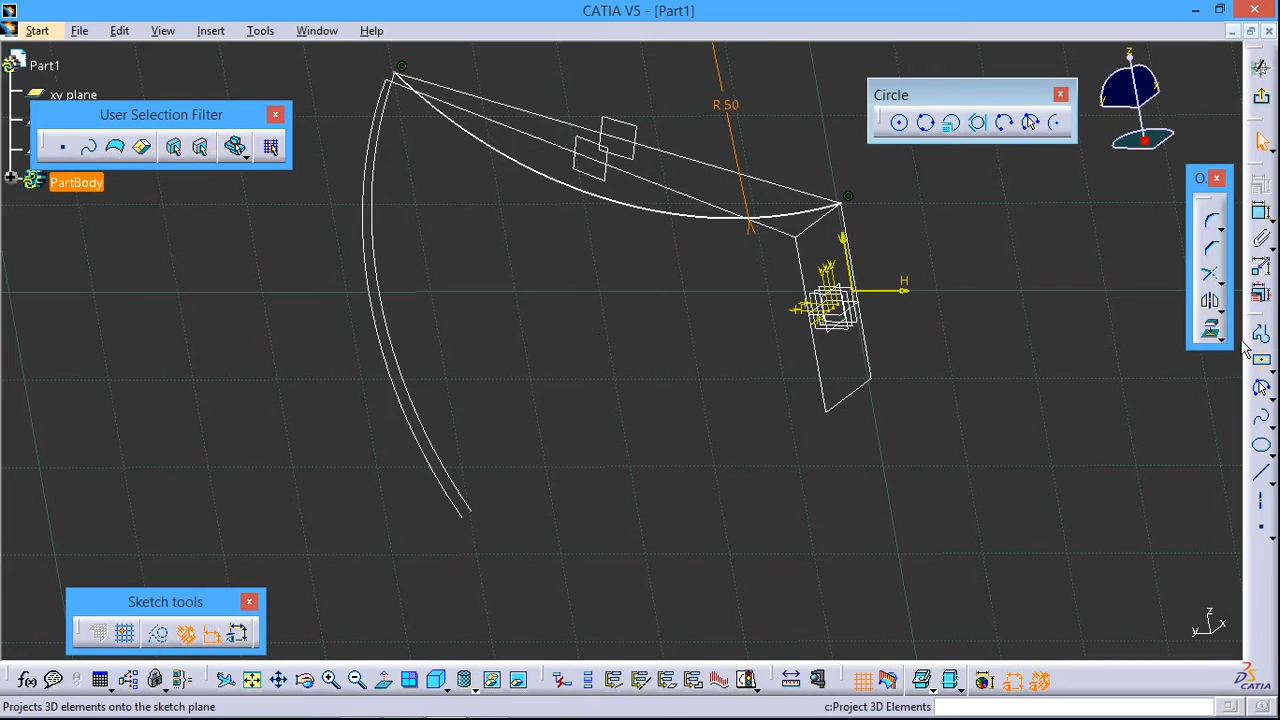 CATIA V5 - [Part1]
Start File Edit View Insert Tools Window Help
Part1
xy plane
User Selection Filter
PartBody
R 50
Circle
z
O.
H
Sketch tools
z
y x
f(x)
CATIA
Projects 3D elements onto the sketch plane
c:Project 3D Elements